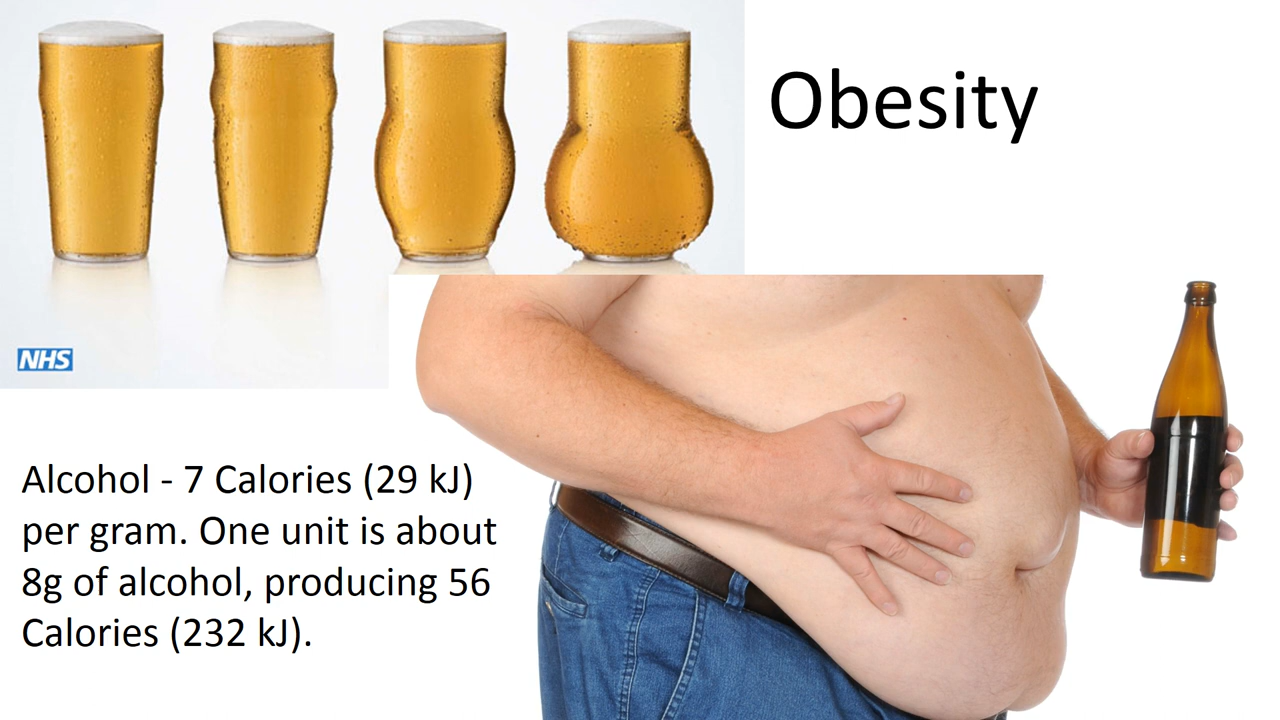 Obesity
NHS
Alcohol - 7 Calories (29 kJ)
per gram. One unit is about
8g of alcohol, producing 56
Calories (232 kJ).